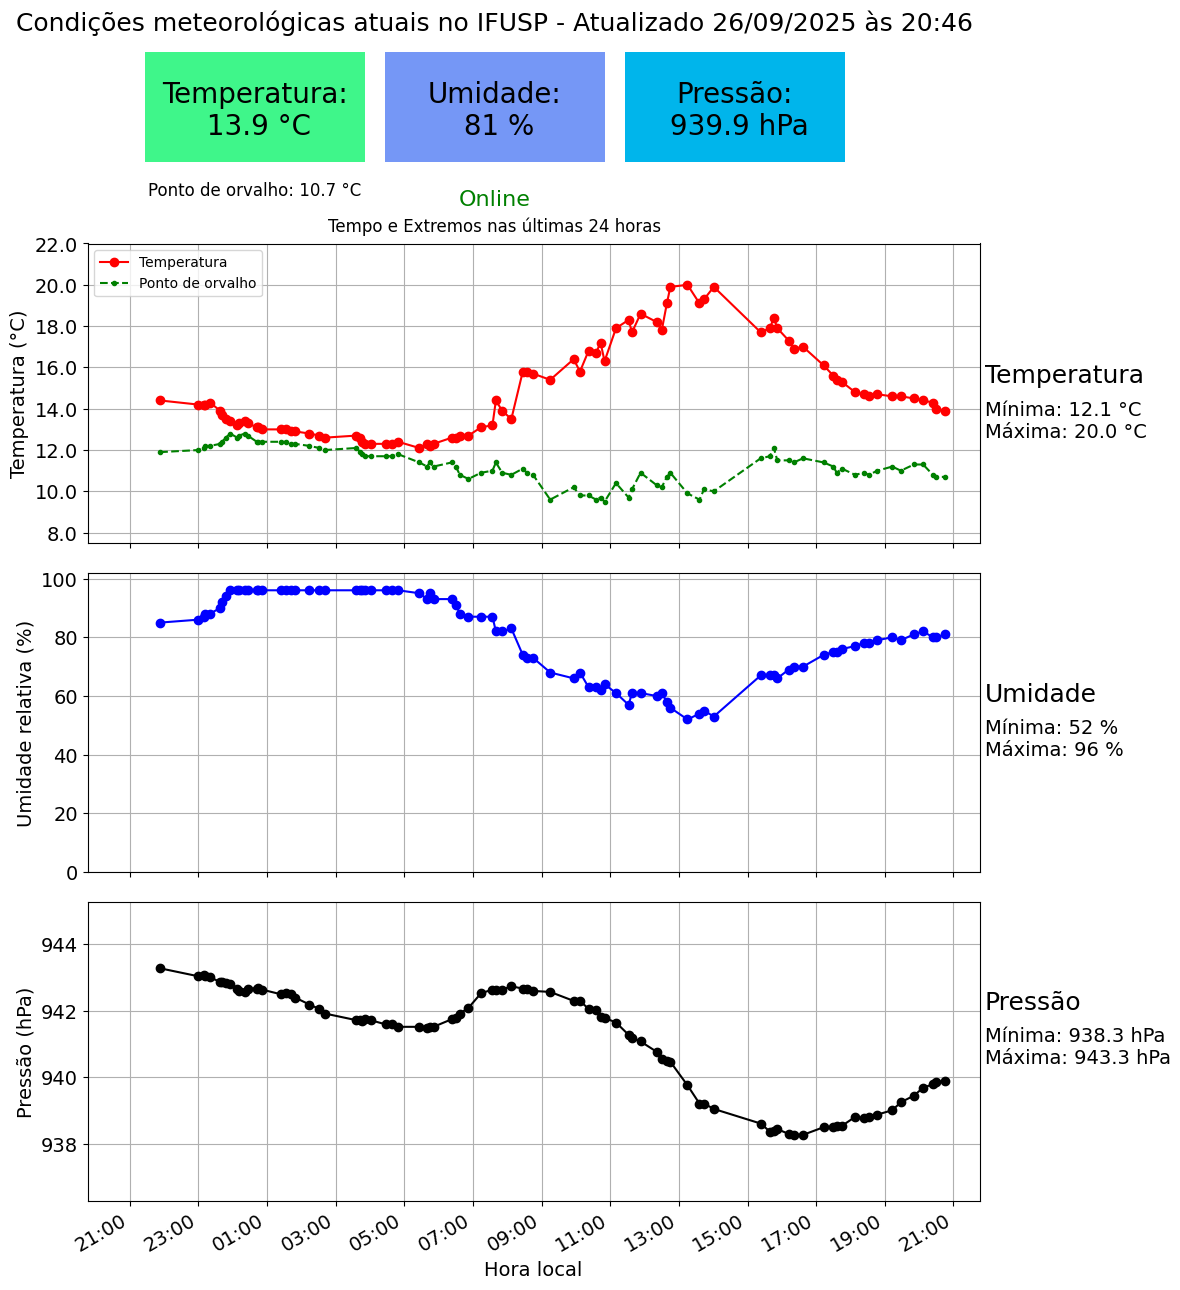 Condições meteorológicas atuais no IFUSP - Atualizado 26/09/2025 às 20:46
Temperatura:
13.9 °C
Umidade:
81 %
Pressão:
939.9 hPa
Ponto de orvalho: 10.7 °C
Online
Tempo e Extremos nas últimas 24 horas
Temperatura (°C)
22.0
20.0
18.0
16.0
14.0
12.0
10.0
8.0
Temperatura
Ponto de orvalho
Temperatura
Mínima: 12.1 °C
Máxima: 20.0 °C
Umidade relativa (%)
100
80
60
40
20
0
Umidade
Mínima: 52 %
Máxima: 96 %
Pressão (hPa)
944
942
940
938
Pressão
Mínima: 938.3 hPa
Máxima: 943.3 hPa
21:00
23:00
01:00
03:00
05:00
07:00
09:00
11:00
13:00
15:00
17:00
19:00
21:00
Hora local